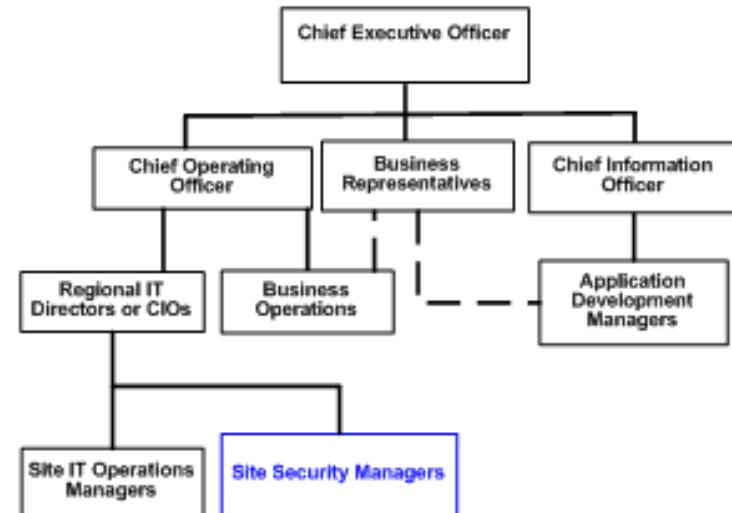 Chief Executive Officer
Chief Operating
Officer
Business
Representatives
Chief Information
Officer
Regional IT
Directors or CIOs
Business
Operations
Application
Development
Managers
Site IT Operations
Managers
Site Security Managers